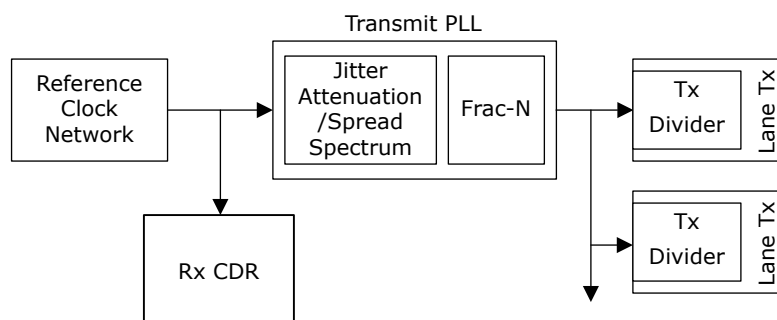 Transmit PLL
Reference
Clock
Network
Jitter
Attenuation
/Spread
Spectrum
Frac-N
Tx
Divider
Lane Tx
Tx
Divider
Lane Tx
Rx CDR